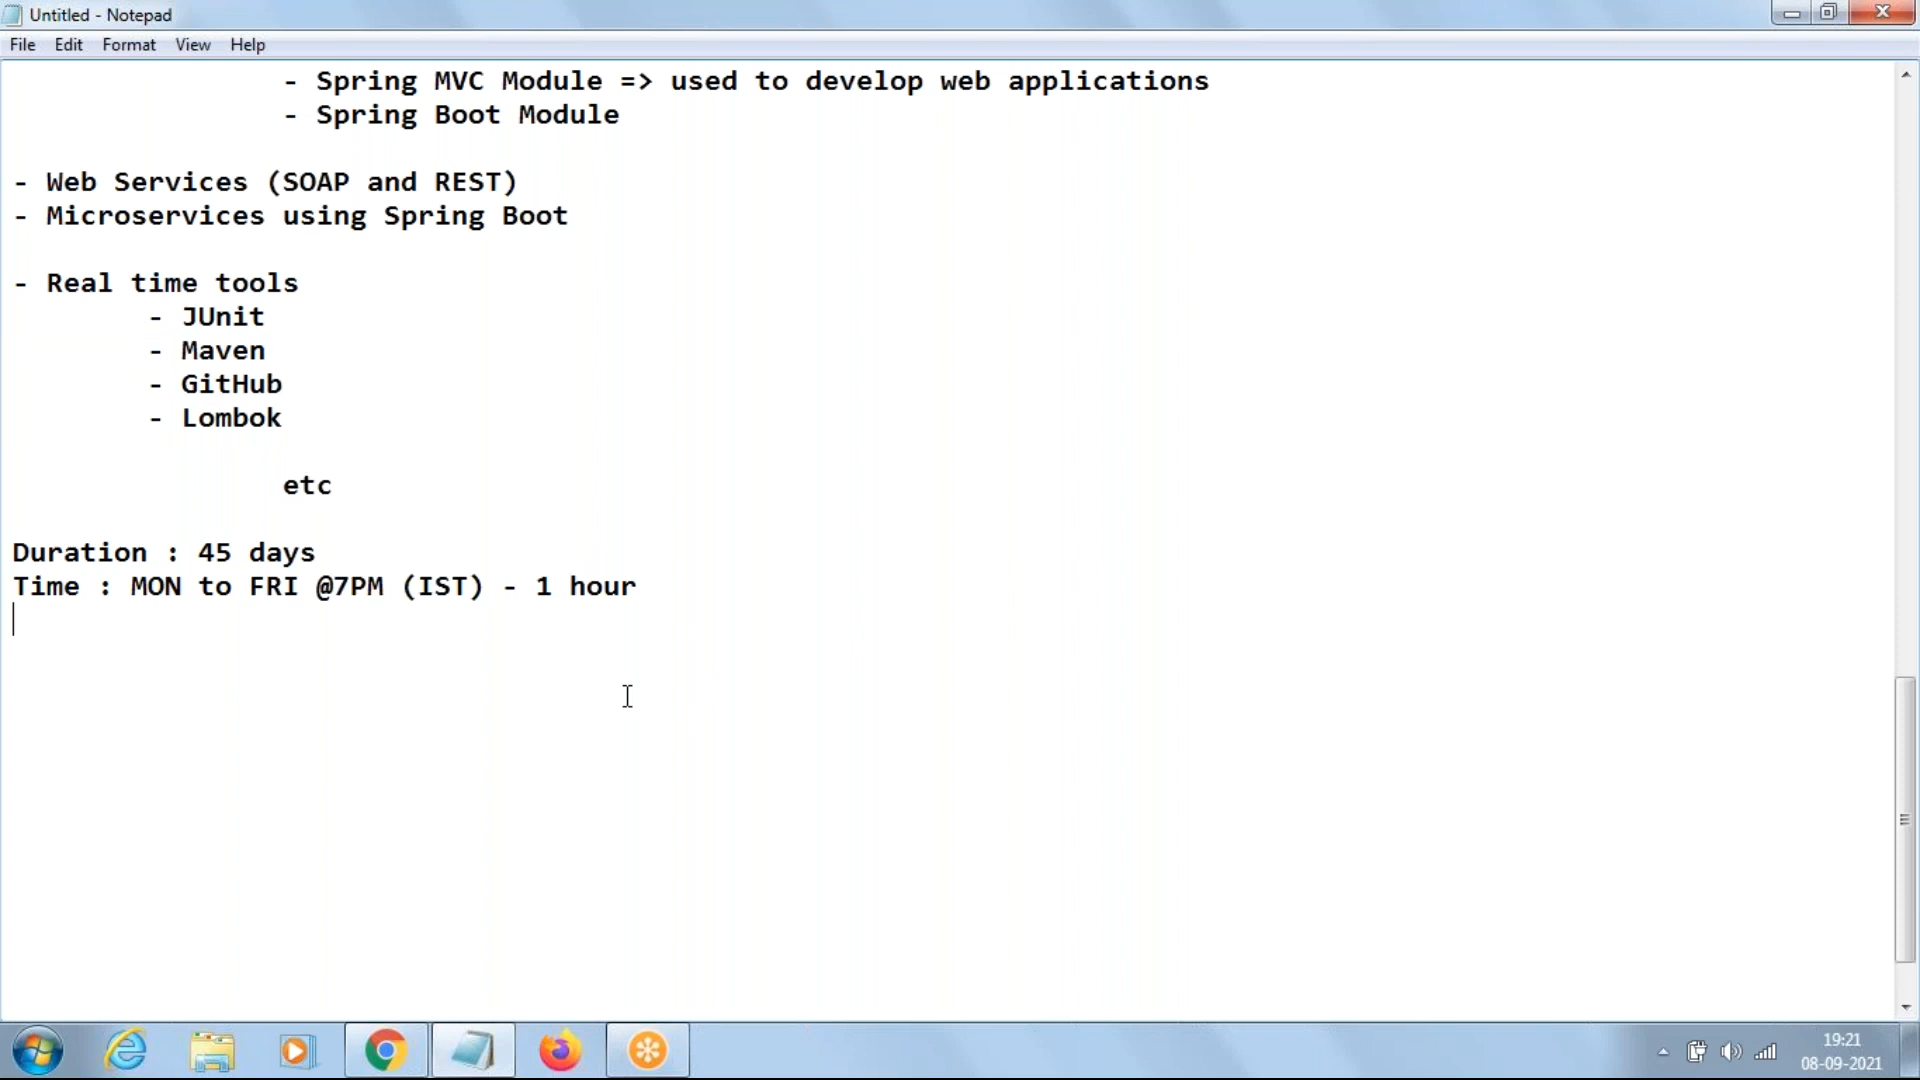 Untitled - Notepad
File Edit Format View Help
- Spring MVC Module => used to develop web applications
- Spring Boot Module
- Web Services (SOAP and REST)
- Microservices using Spring Boot
- Real time tools
- JUnit
- Maven
- GitHub
- Lombok
etc
Duration : 45 days
Time : MON to FRI @7PM (IST) - 1 hour
19:21
08-09-2021